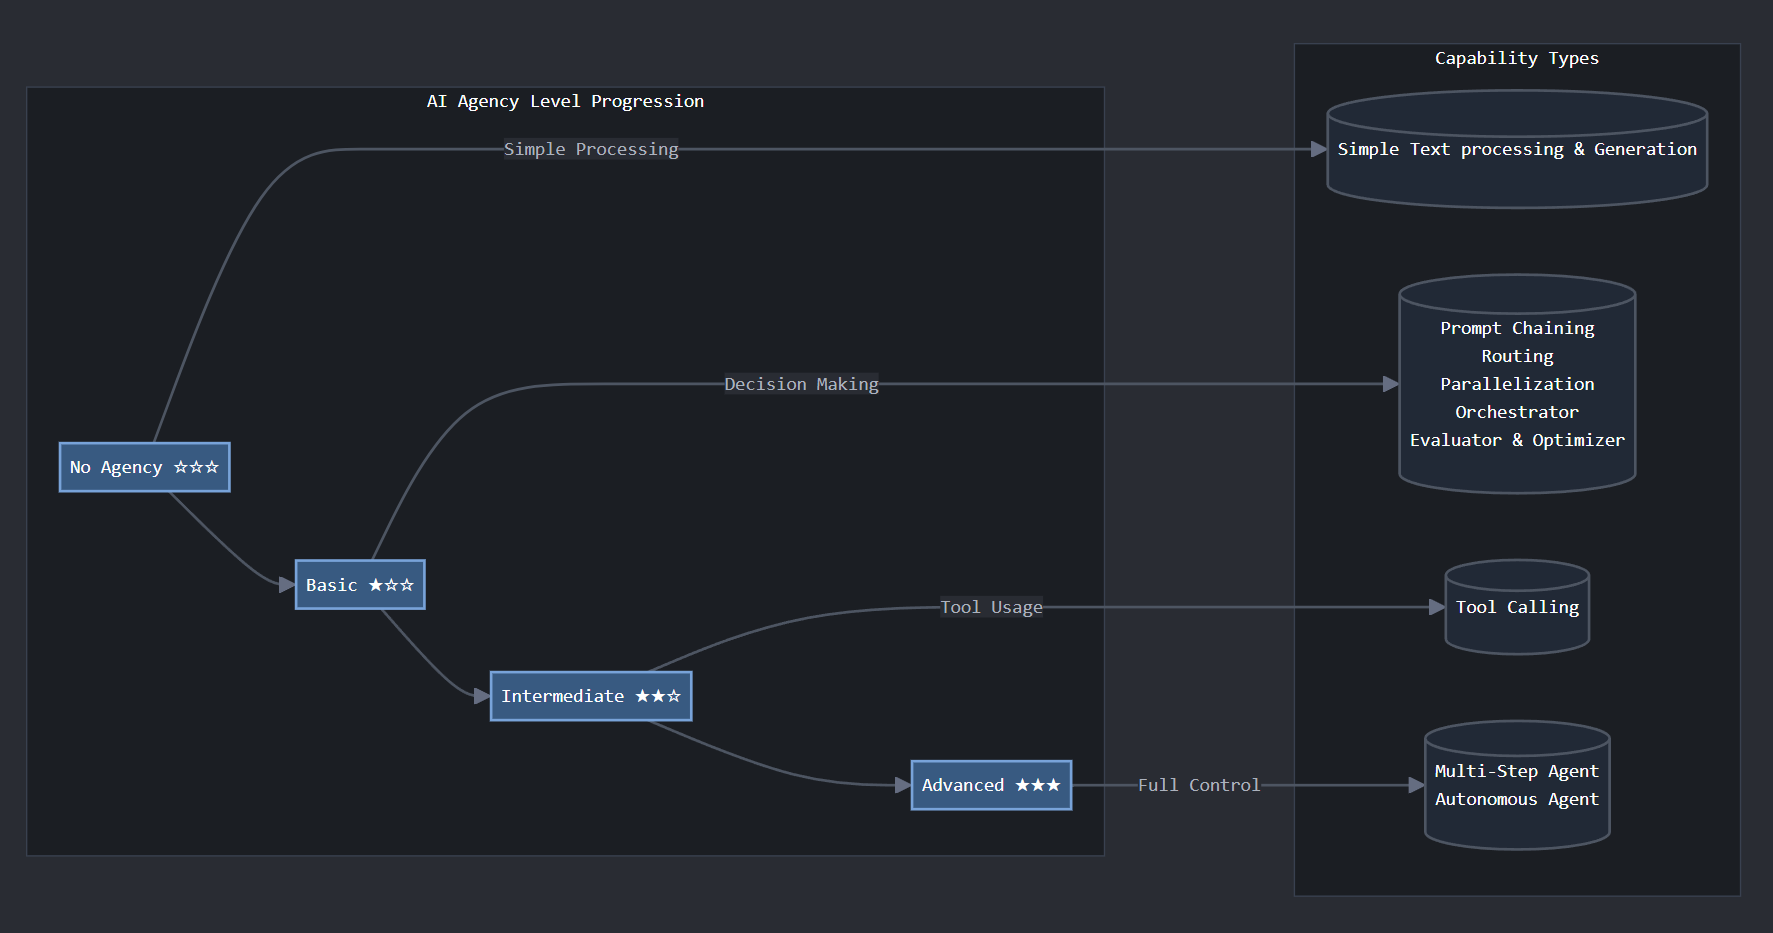 Capability Types
AI Agency Level Progression
Simple Processing
Simple Text processing & Generation
Decision Making
Prompt Chaining
Routing
Parallelization
Orchestrator
Evaluator & Optimizer
No Agency ☆☆☆
Basic ★☆☆
Tool Usage
Tool Calling
Intermediate ★★☆
Advanced ★★★
Full Control
Multi-Step Agent
Autonomous Agent